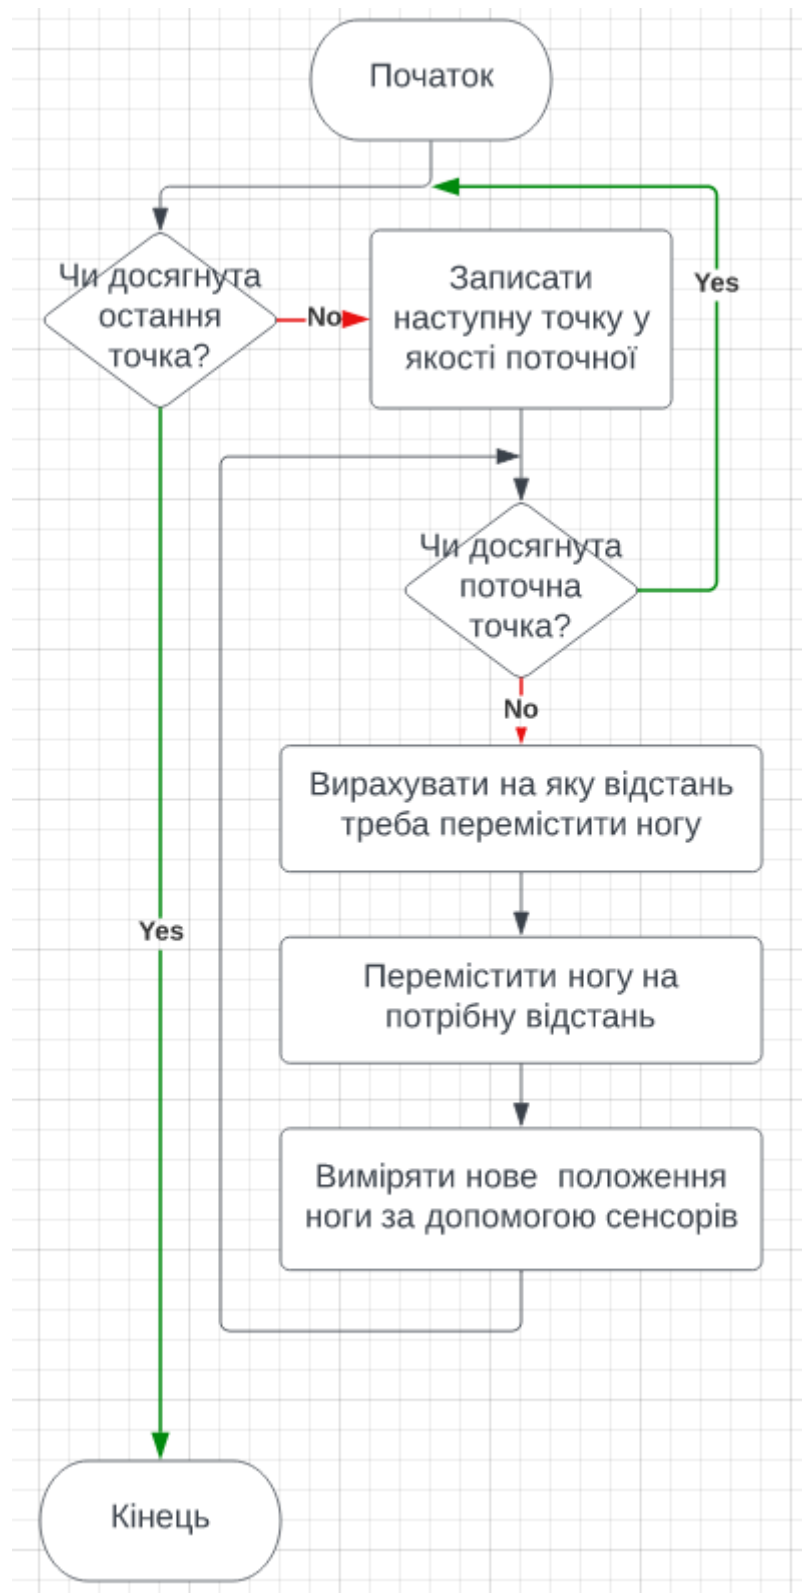 Початок
Чи досягнута
остання
точка?
No
Записати
наступну точку у
якості поточної
Yes
Чи досягнута
поточна
точка?
No
Вирахувати на яку відстань
треба перемістити ногу
Yes
Перемістити ногу на
потрібну відстань
Виміряти нове  положення
ноги за допомогою сенсорів
Кінець